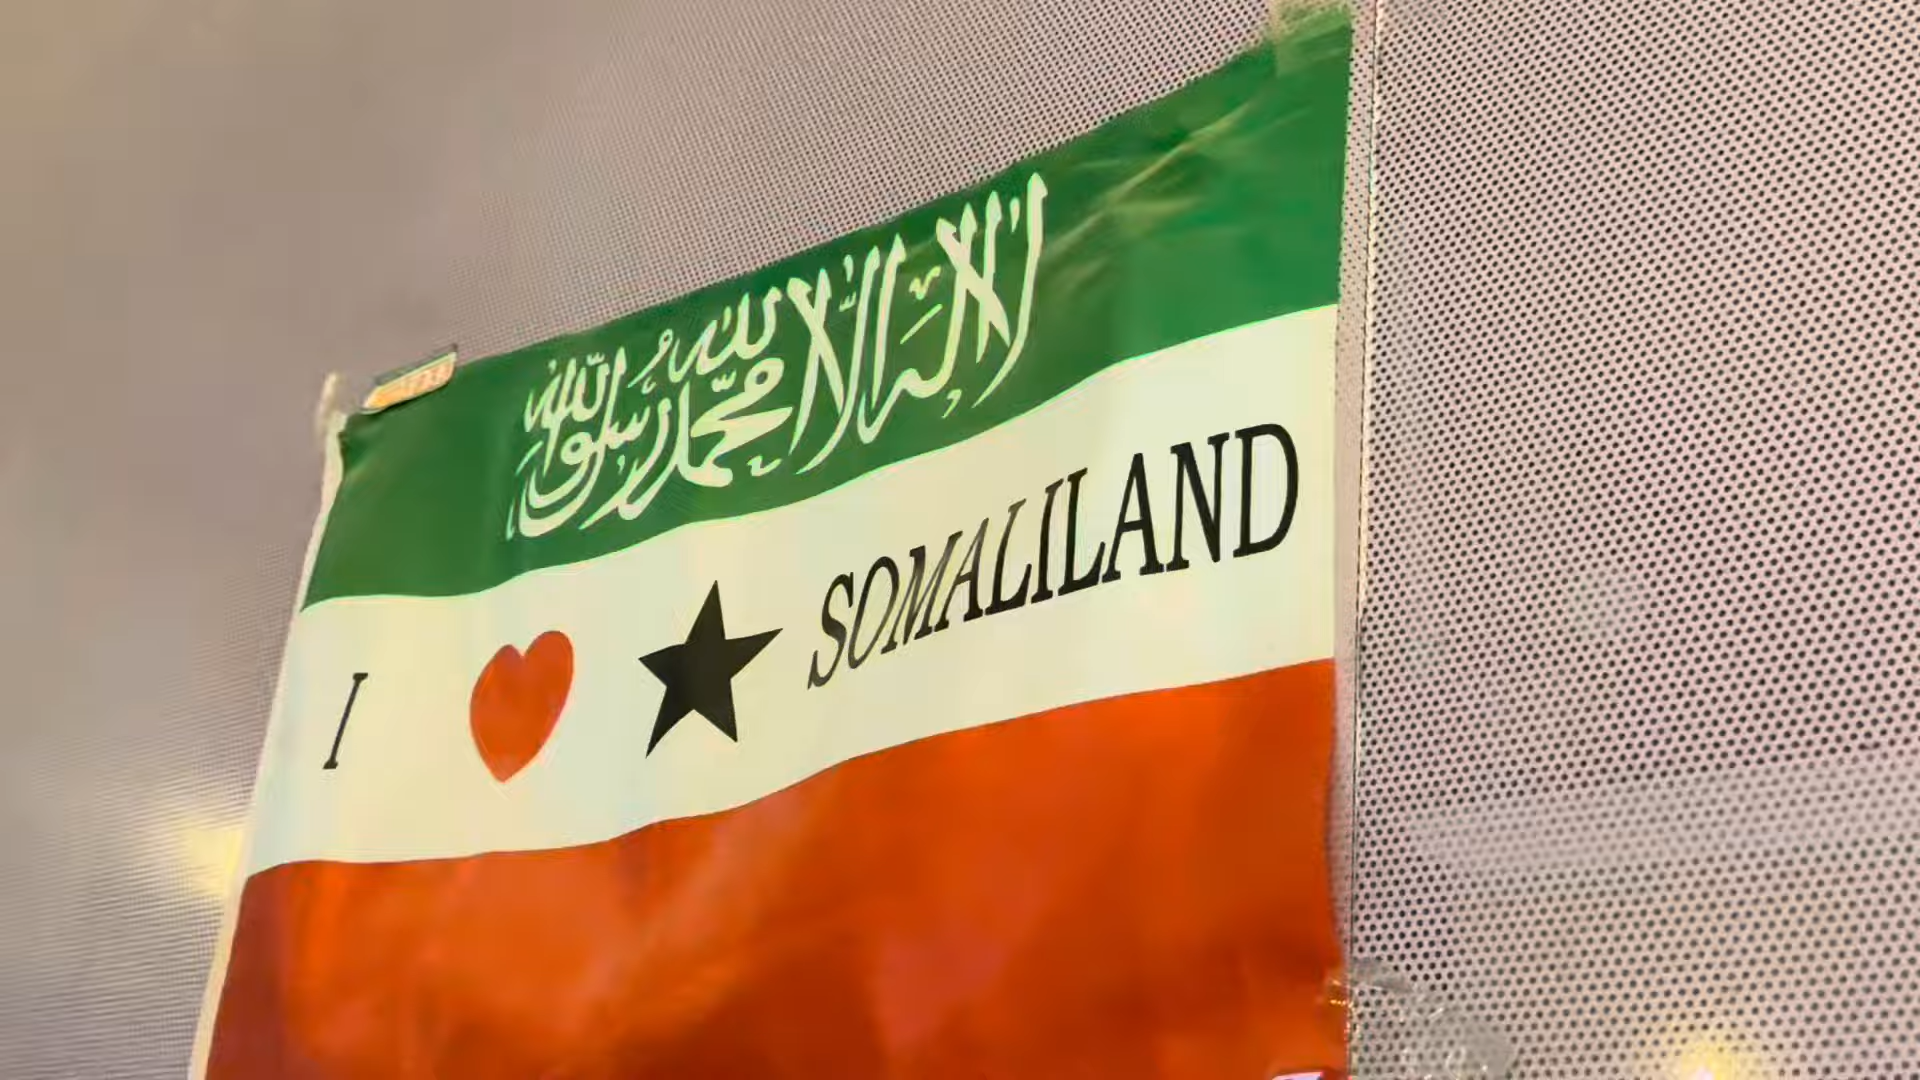 لا إله إلا الله محمد رسول الله
I ❤ ★ SOMALILAND